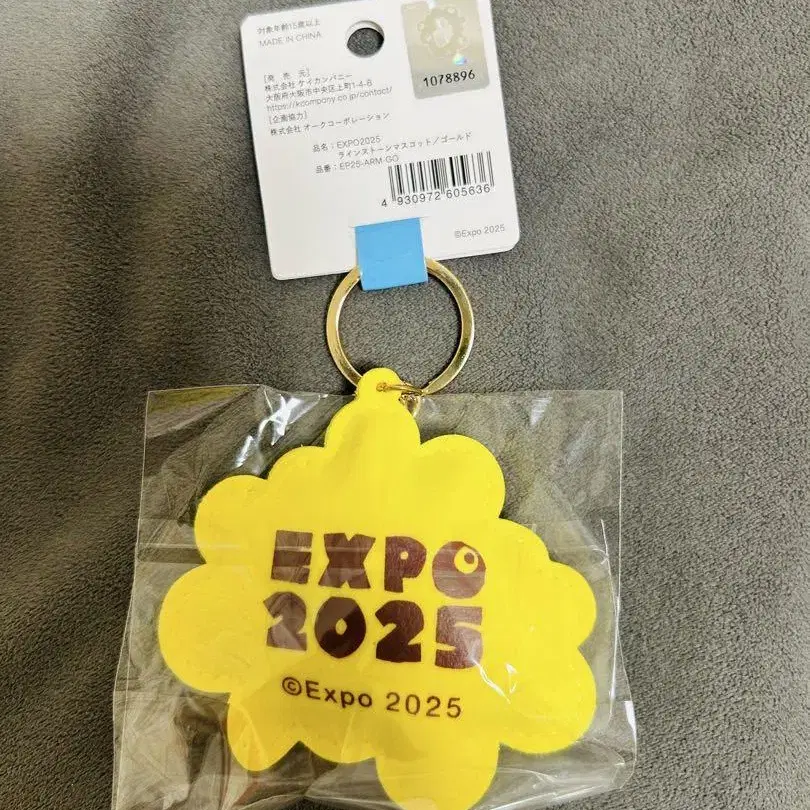 対象年齢15歳以上
MADE IN CHINA
1078896
[発 売 元]
株式会社 ケイカンパニー
大阪府大阪市中央区上町1-4-8
https://kcompany.co.jp/contact/
[企画協力]
株式会社 オークコーポレーション
品名：EXPO2025
ラインストーンマスコット／ゴールド
品番：EP25-ARM-GO
4 930972 605636
©Expo 2025
EXPO
2025
©Expo 2025